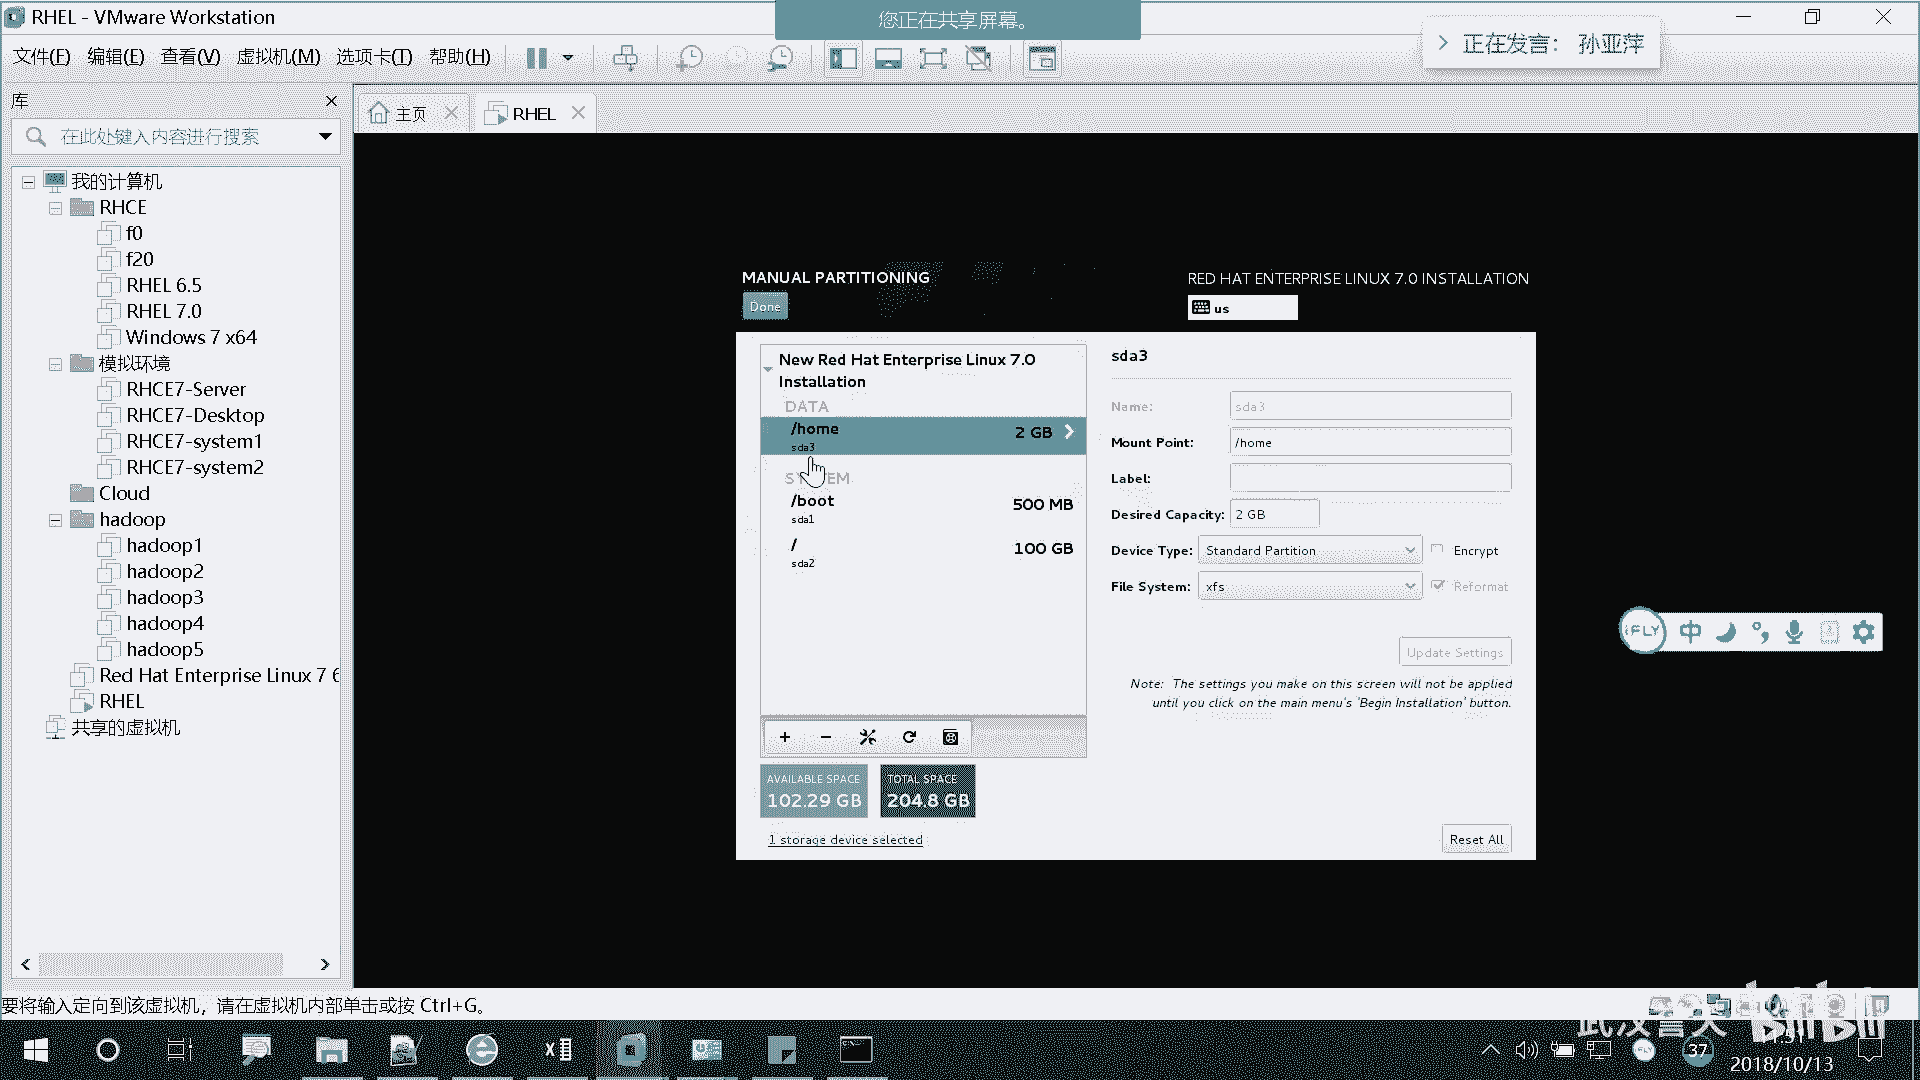 RHEL - VMware Workstation
您正在共享屏幕。
正在发言： 孙亚萍
文件(F) 编辑(E) 查看(V) 虚拟机(M) 选项卡(T) 帮助(H)
库
在此处键入内容进行搜索
主页
RHEL
我的计算机
RHCE
f0
f20
RHEL 6.5
RHEL 7.0
Windows 7 x64
模拟环境
RHCE7-Server
RHCE7-Desktop
RHCE7-system1
RHCE7-system2
Cloud
hadoop
hadoop1
hadoop2
hadoop3
hadoop4
hadoop5
Red Hat Enterprise Linux 7 6
RHEL
共享的虚拟机
MANUAL PARTITIONING
Done
RED HAT ENTERPRISE LINUX 7.0 INSTALLATION
us
New Red Hat Enterprise Linux 7.0
Installation
DATA
/home
2 GB
sda3
/boot
500 MB
sda1
/
100 GB
sda2
AVAILABLE SPACE
102.29 GB
TOTAL SPACE
204.8 GB
1 storage device selected
sda3
Name: sda3
Mount Point: /home
Label:
Desired Capacity: 2 GB
Device Type: Standard Partition
Encrypt
File System: xfs
Reformat
Update Settings
Note: The settings you make on this screen will not be applied
until you click on the main menu's 'Begin Installation' button.
Reset All
iFLY 中
要将输入定向到该虚拟机，请在虚拟机内部单击或按 Ctrl+G。
bilibili
37
2018/10/13